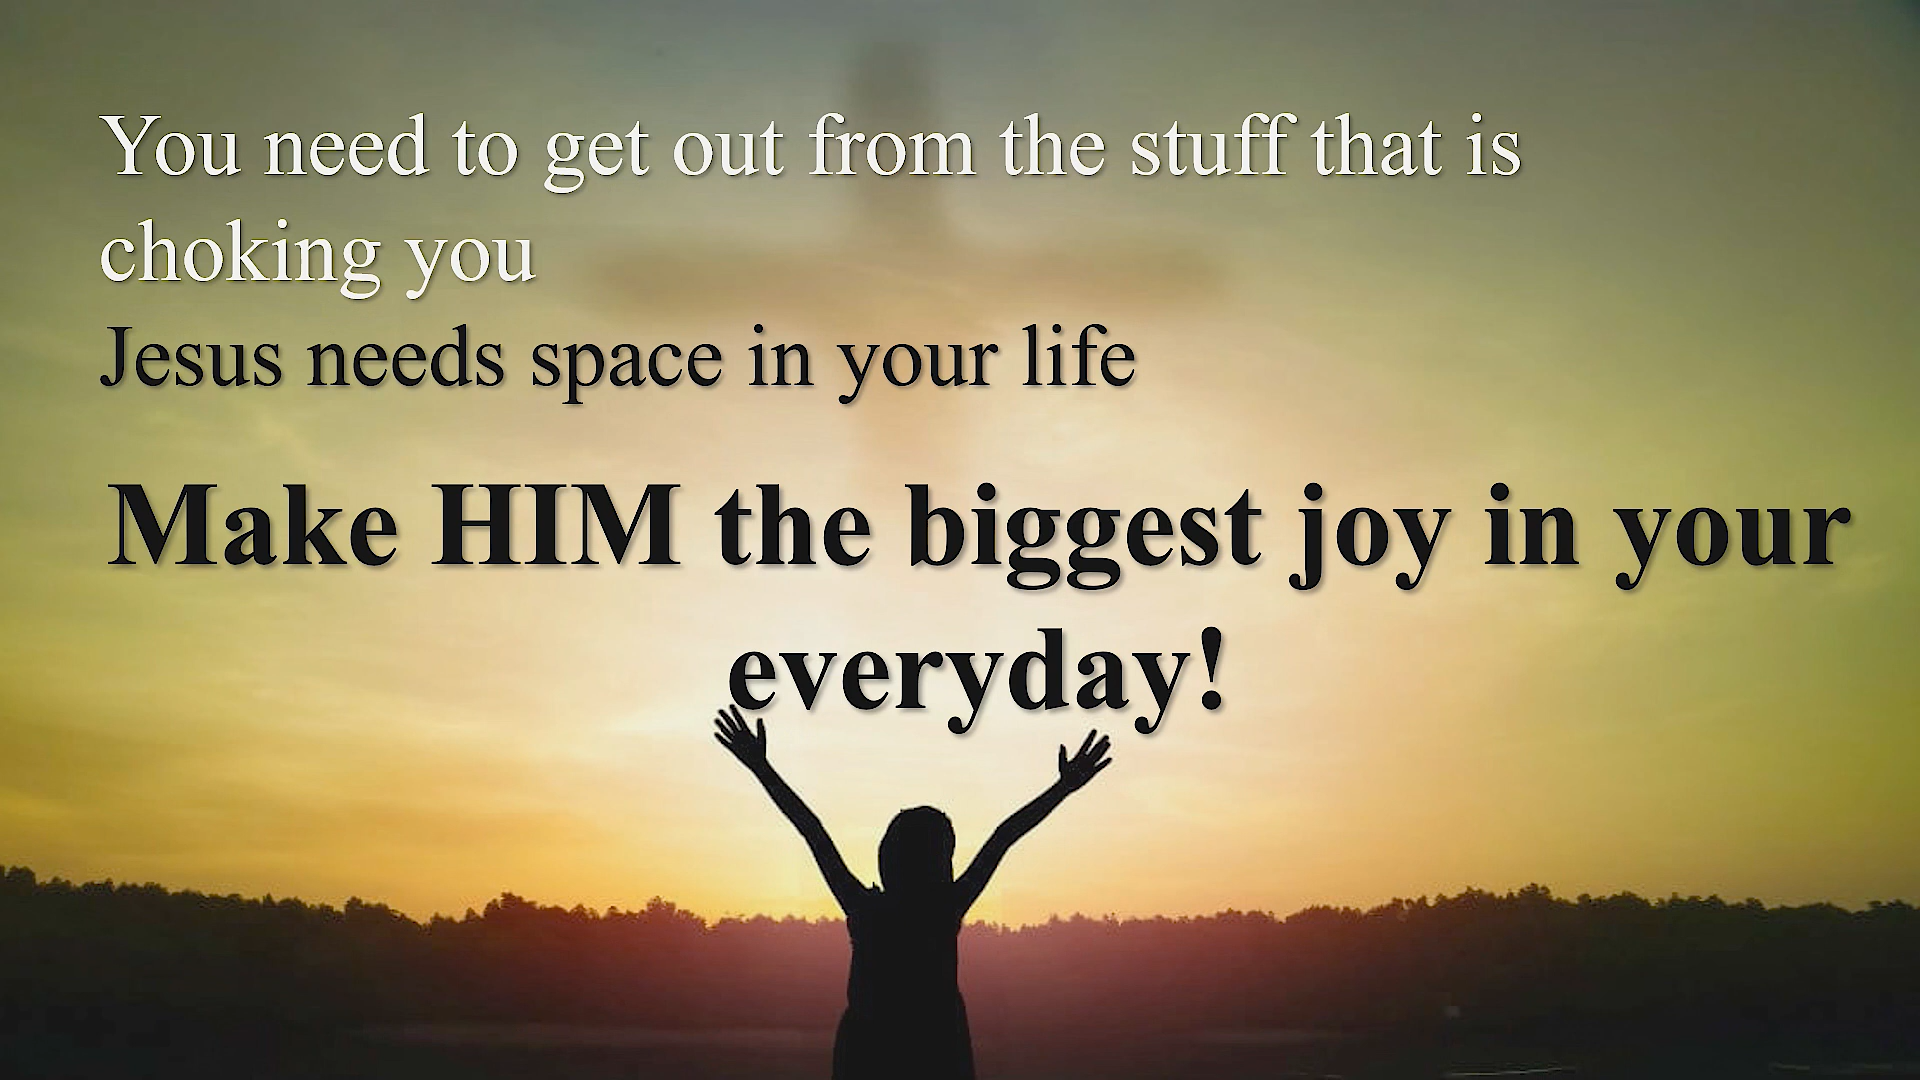 You need to get out from the stuff that is
choking you
Jesus needs space in your life
Make HIM the biggest joy in your
everyday!